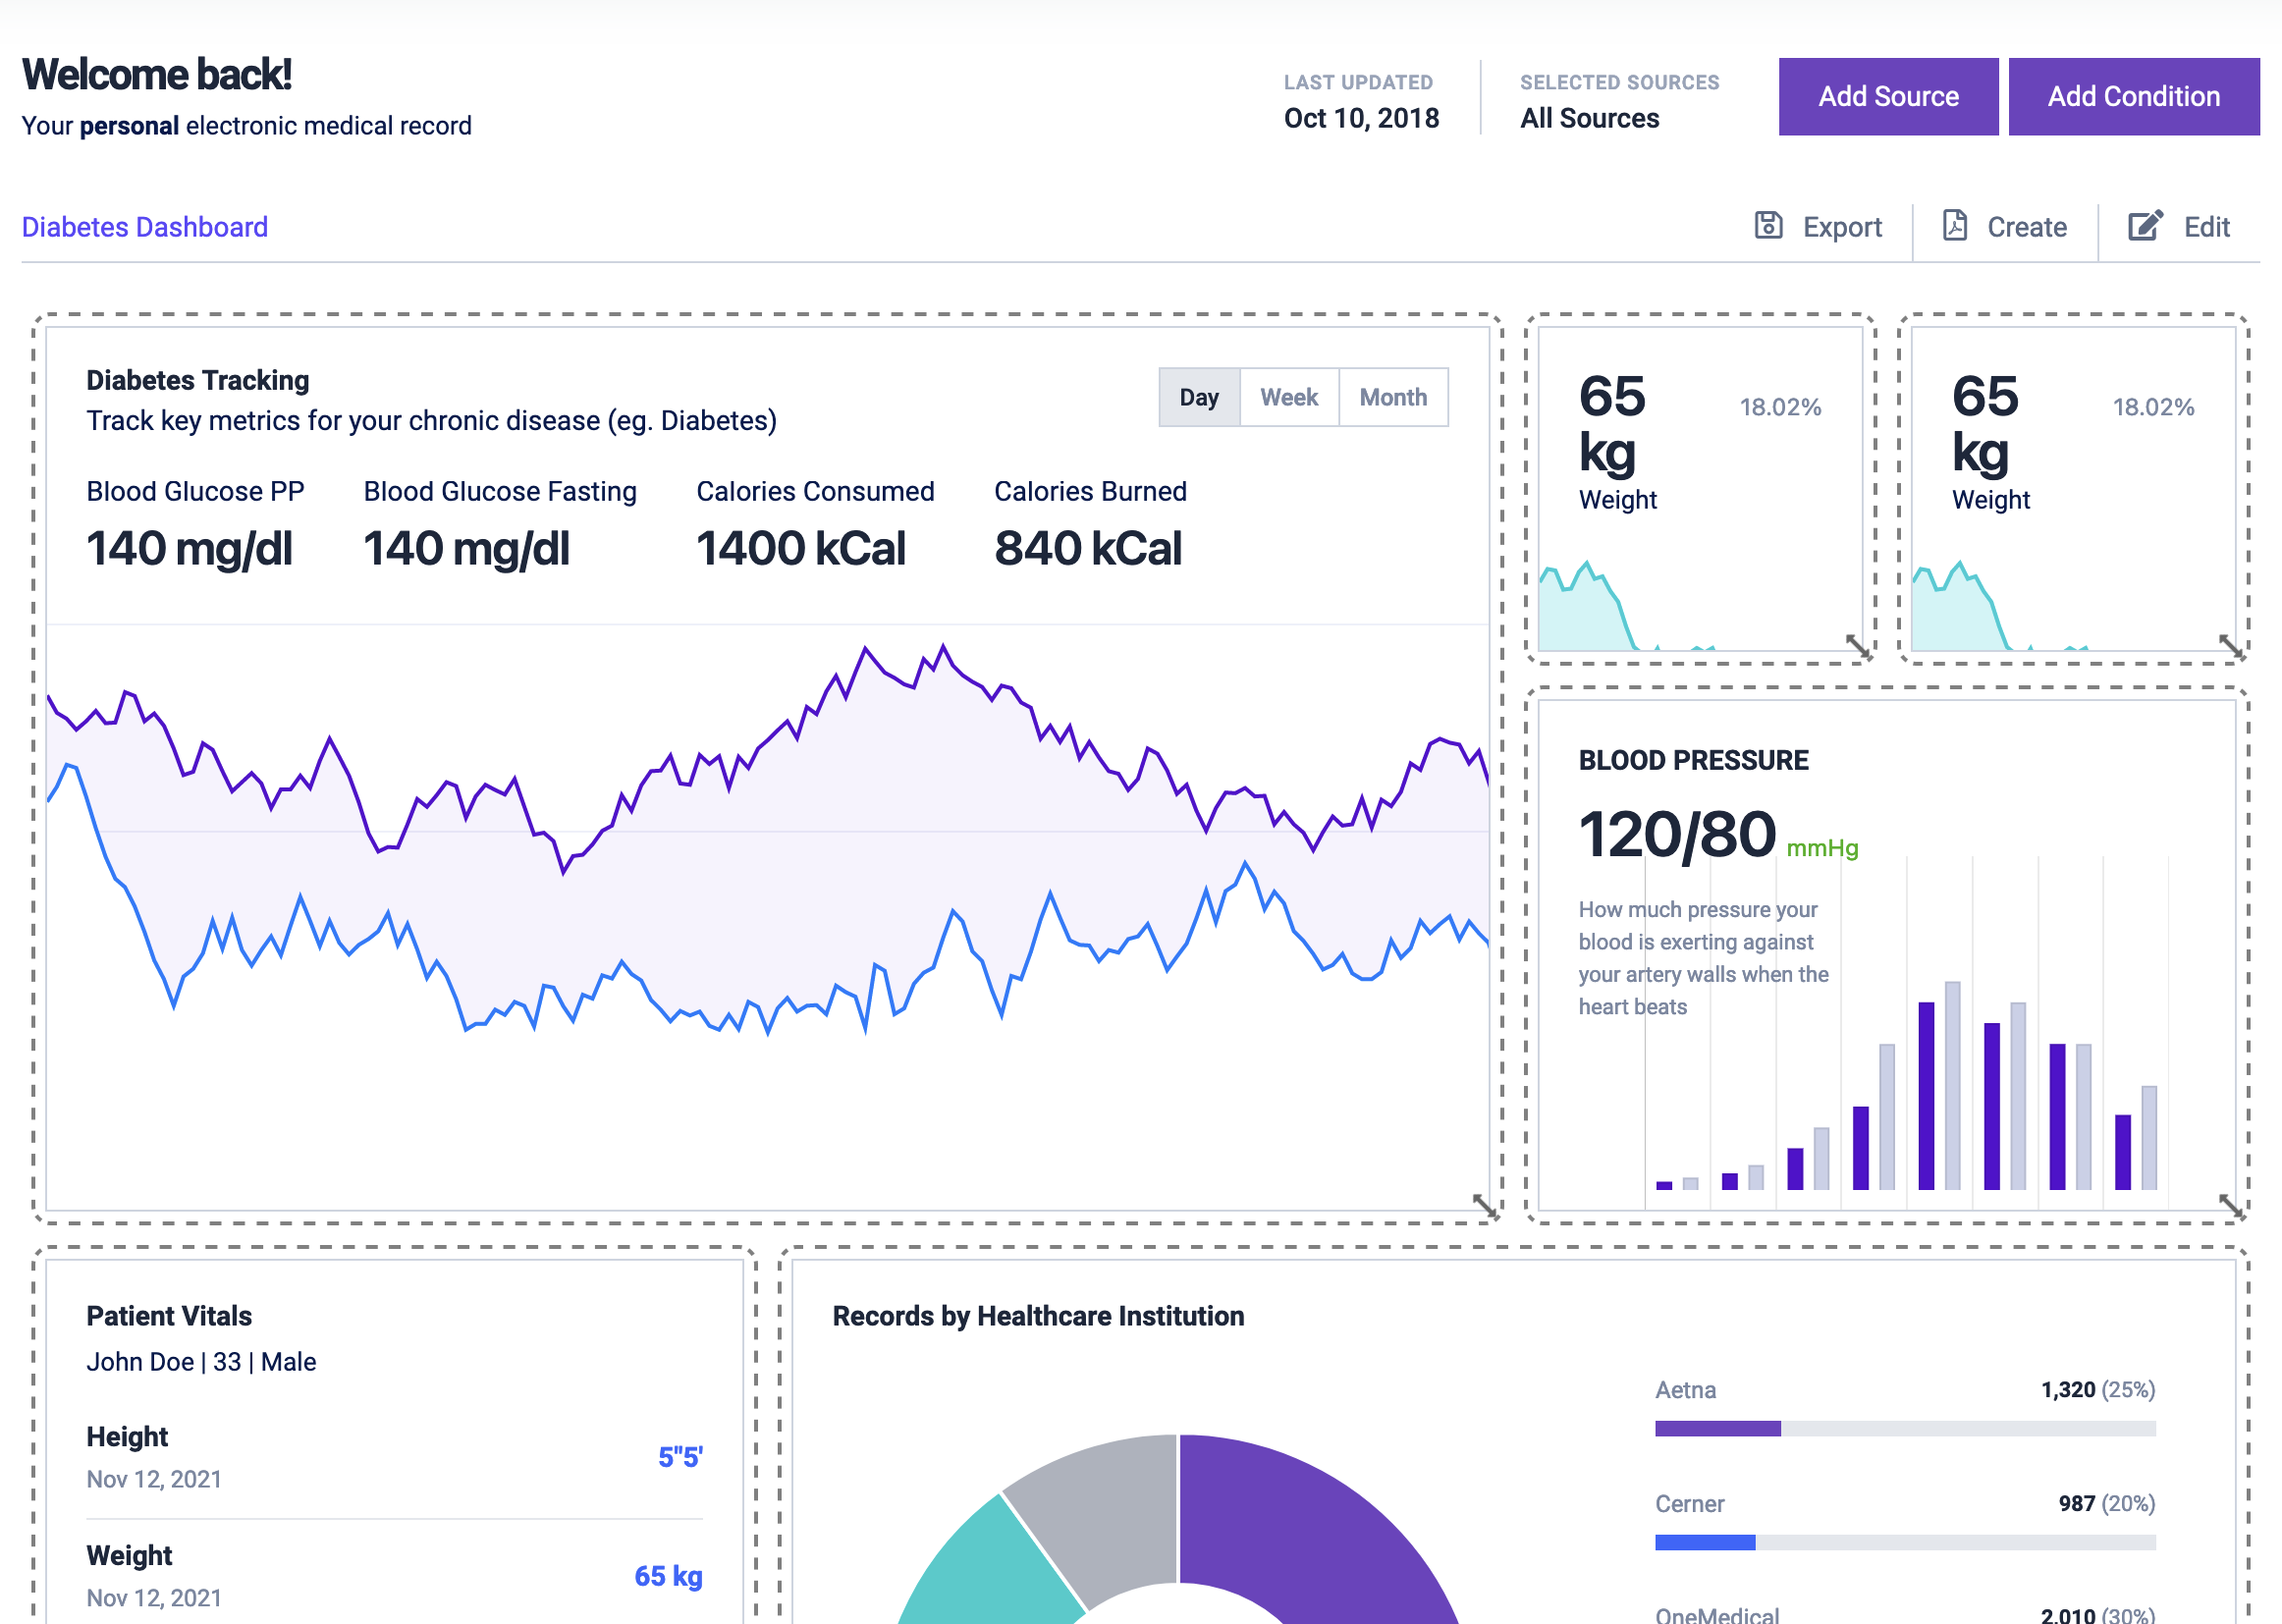 Welcome back!
Your personal electronic medical record
LAST UPDATED
Oct 10, 2018
SELECTED SOURCES
All Sources
Add Source
Add Condition
Diabetes Dashboard
Export
Create
Edit
Diabetes Tracking
Track key metrics for your chronic disease (eg. Diabetes)
Day
Week
Month
Blood Glucose PP
140 mg/dl
Blood Glucose Fasting
140 mg/dl
Calories Consumed
1400 kCal
Calories Burned
840 kCal
65
kg
18.02%
Weight
65
kg
18.02%
Weight
BLOOD PRESSURE
120/80 mmHg
How much pressure your
blood is exerting against
your artery walls when the
heart beats
Patient Vitals
John Doe | 33 | Male
Height
Nov 12, 2021
5"5'
Weight
Nov 12, 2021
65 kg
Records by Healthcare Institution
Aetna
1,320 (25%)
Cerner
987 (20%)
OneMedical
2,010 (30%)